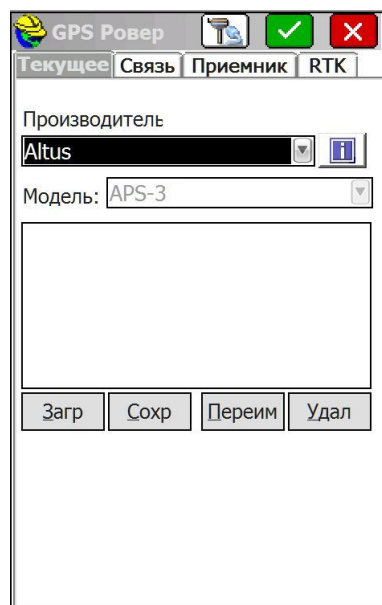 GPS Ровер
Текущее Связь Приемник RTK
Производитель
Altus
Модель: APS-3
Загр Сохр Переим Удал